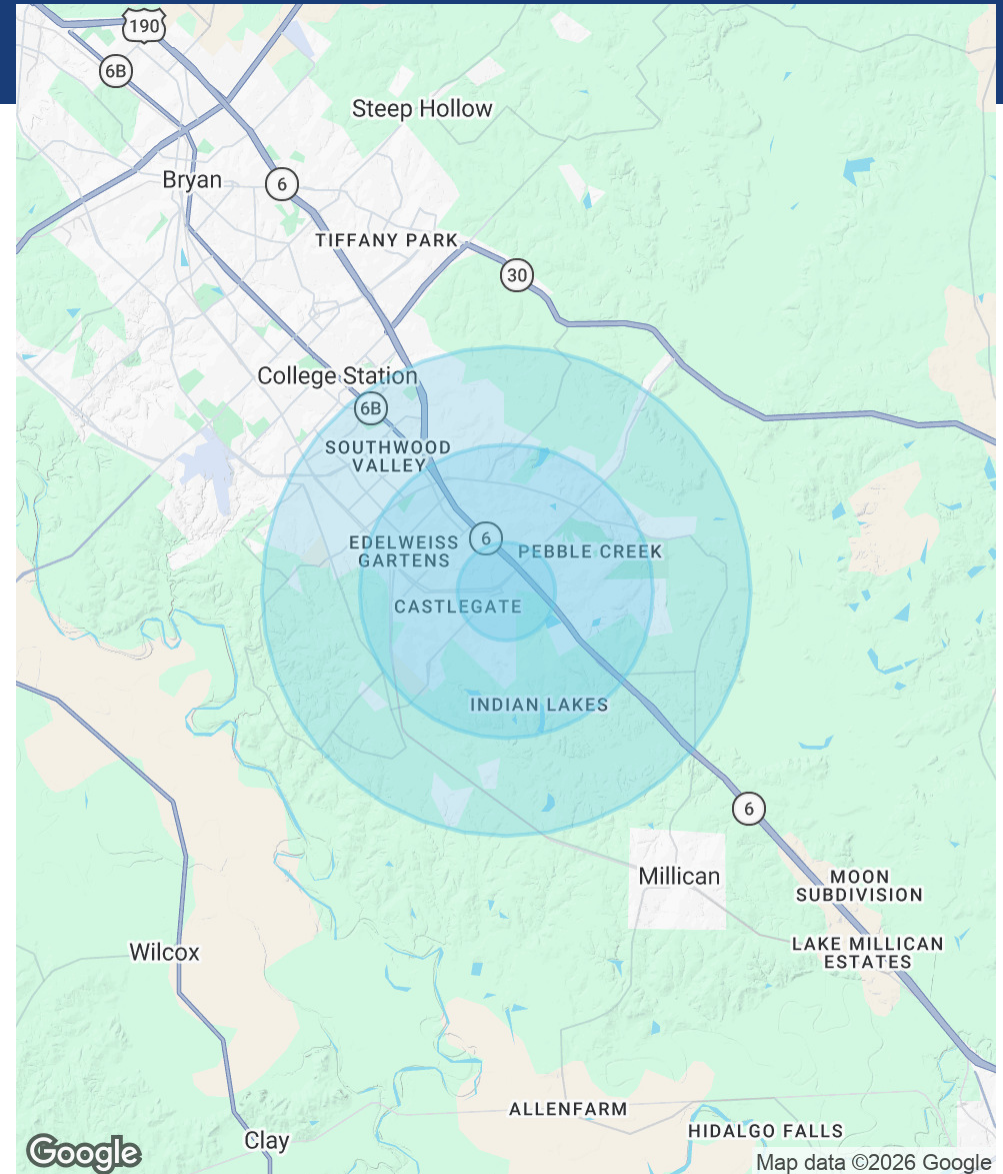 190
6B
Steep Hollow
Bryan
6
TIFFANY PARK
30
College Station
6B
SOUTHWOOD
VALLEY
6
EDELWEISS
GARTENS
PEBBLE CREEK
CASTLEGATE
INDIAN LAKES
6
Millican
MOON
SUBDIVISION
Wilcox
LAKE MILLICAN
ESTATES
ALLENFARM
HIDALGO FALLS
Clay
Google
Map data ©2026 Google